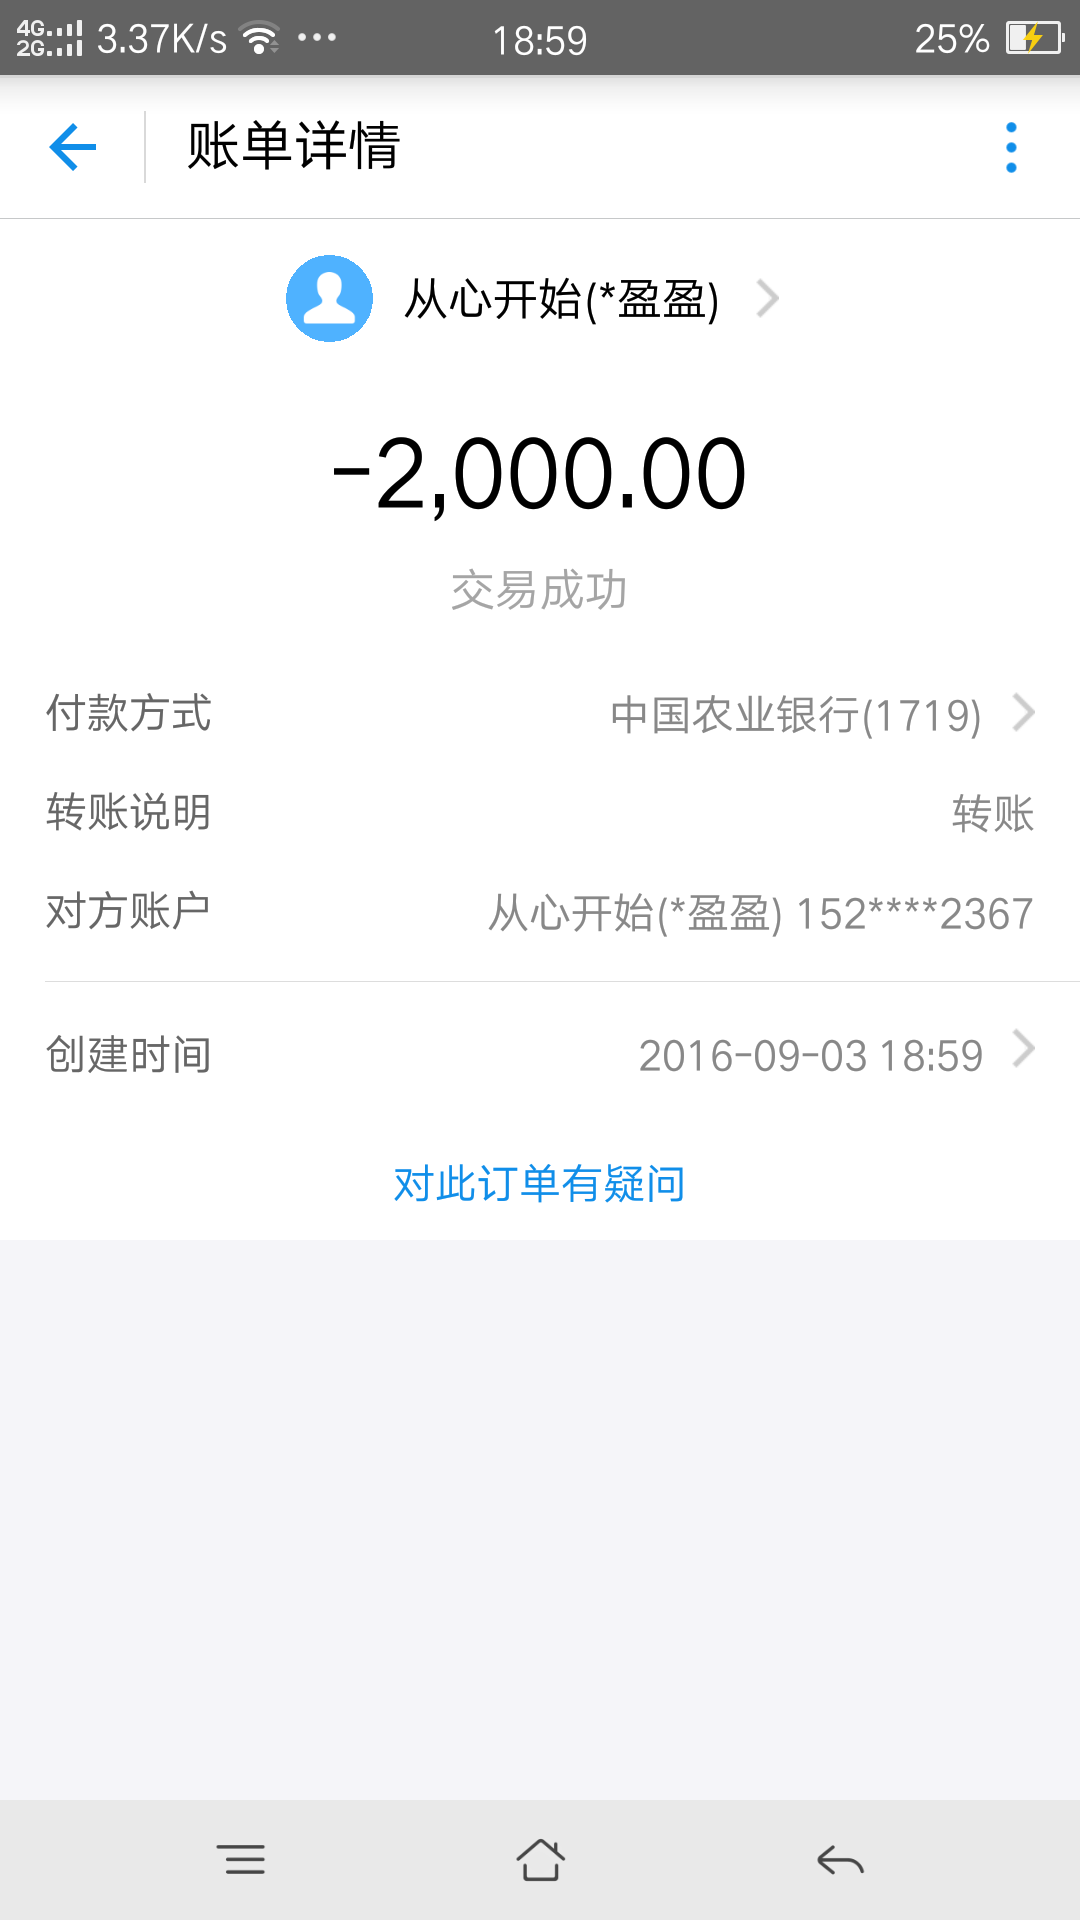 4G 2G 3.37K/s 18:59 25%
账单详情
从心开始(*盈盈)
-2,000.00
交易成功
付款方式 中国农业银行(1719)
转账说明 转账
对方账户 从心开始(*盈盈) 152****2367
创建时间 2016-09-03 18:59
对此订单有疑问